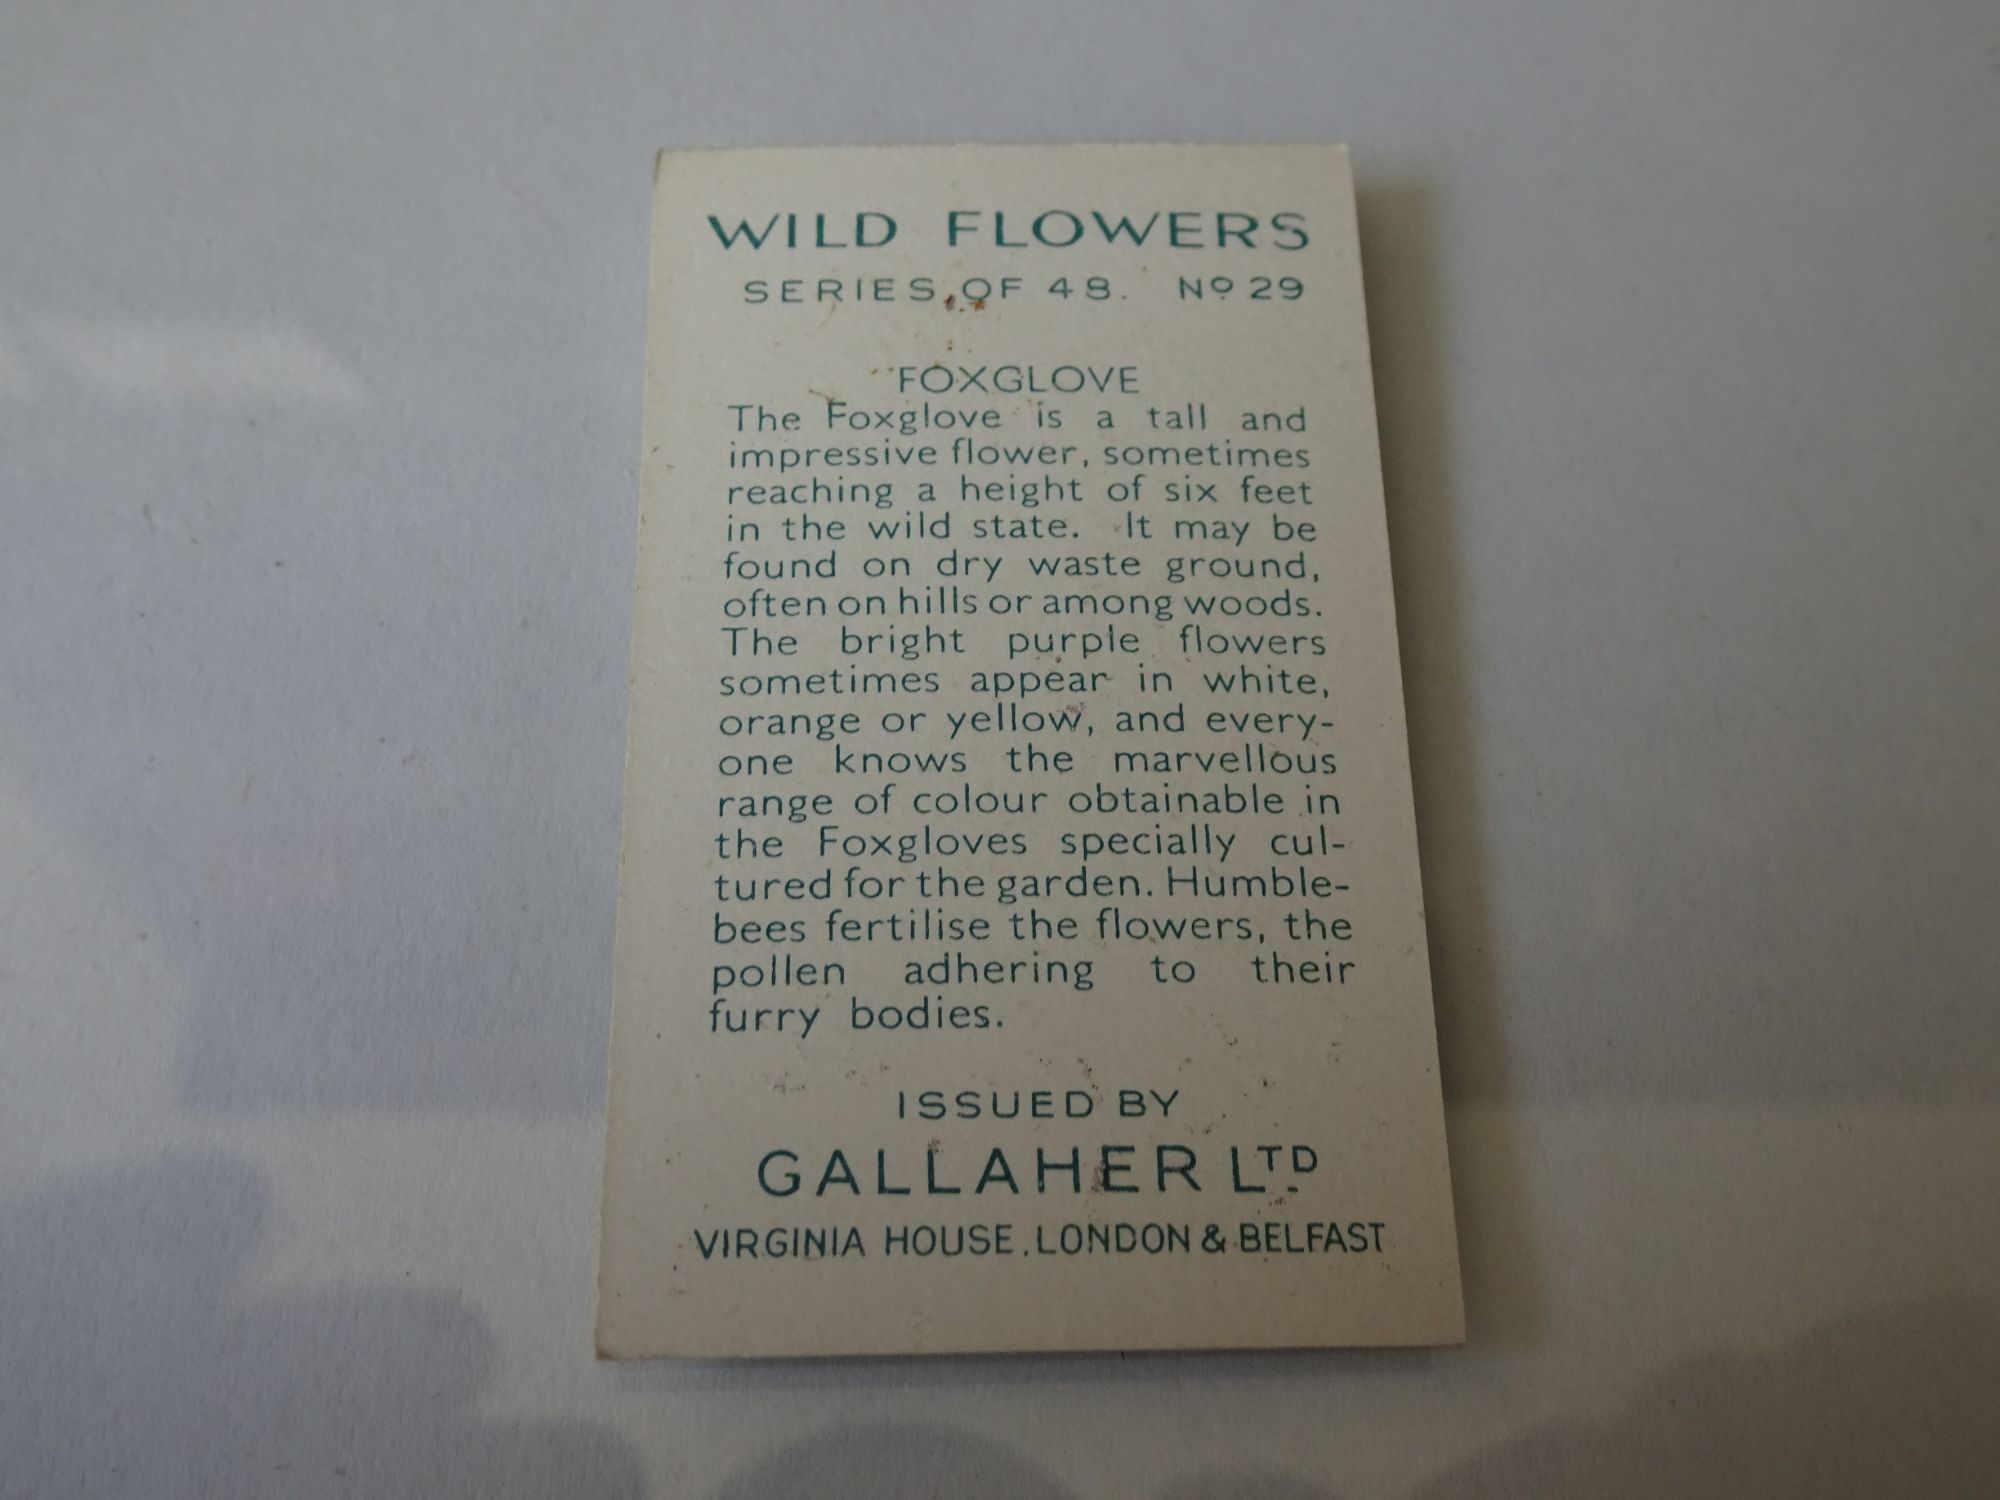 WILD FLOWERS
SERIES OF 48. Nº 29
FOXGLOVE
The Foxglove is a tall and
impressive flower, sometimes
reaching a height of six feet
in the wild state. It may be
found on dry waste ground,
often on hills or among woods.
The bright purple flowers
sometimes appear in white,
orange or yellow, and every-
one knows the marvellous
range of colour obtainable in
the Foxgloves specially cul-
tured for the garden. Humble-
bees fertilise the flowers, the
pollen adhering to their
furry bodies.
ISSUED BY
GALLAHER LTD
VIRGINIA HOUSE, LONDON & BELFAST